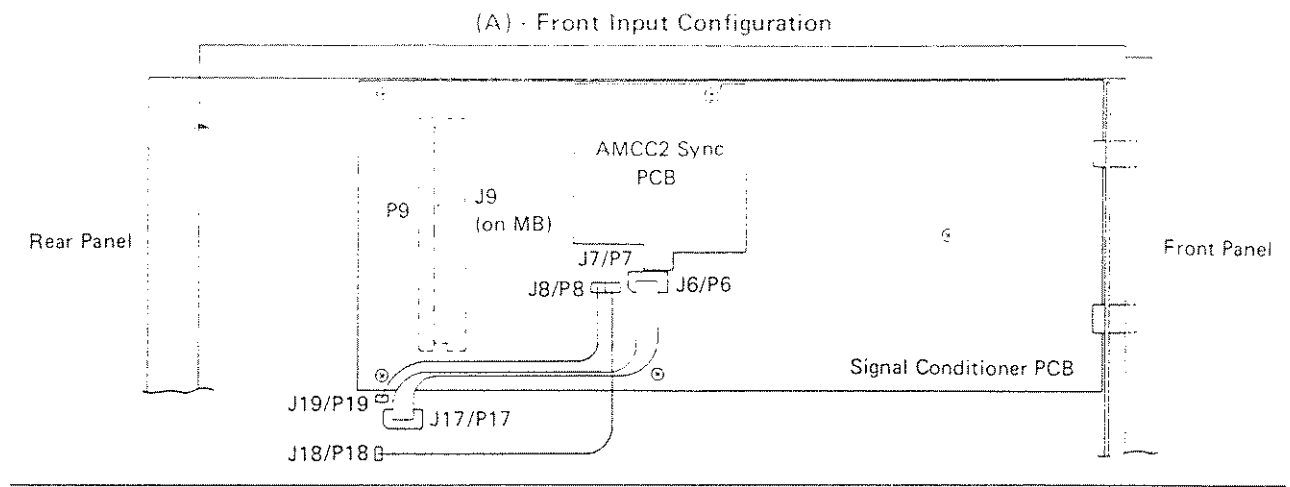 (A) - Front Input Configuration
AMCC2 Sync
PCB
P9
J9
(on MB)
Rear Panel
Front Panel
J7/P7
J8/P8
J6/P6
Signal Conditioner PCB
J19/P19
J17/P17
J18/P18